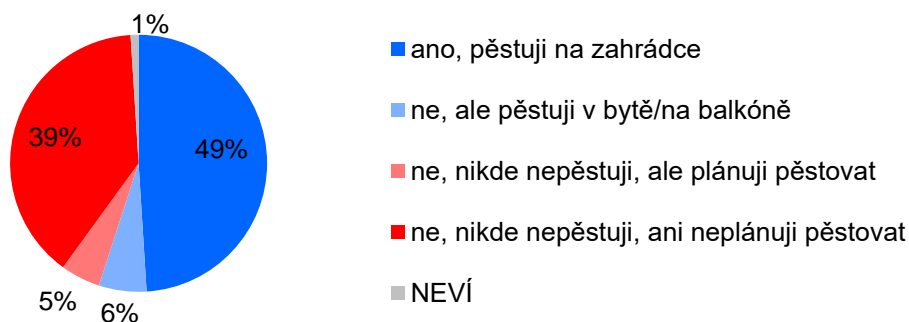 1%
39%
49%
5%
6%
ano, pěstuji na zahrádce
ne, ale pěstuji v bytě/na balkóně
ne, nikde nepěstuji, ale plánuji pěstovat
ne, nikde nepěstuji, ani neplánuji pěstovat
NEVÍ